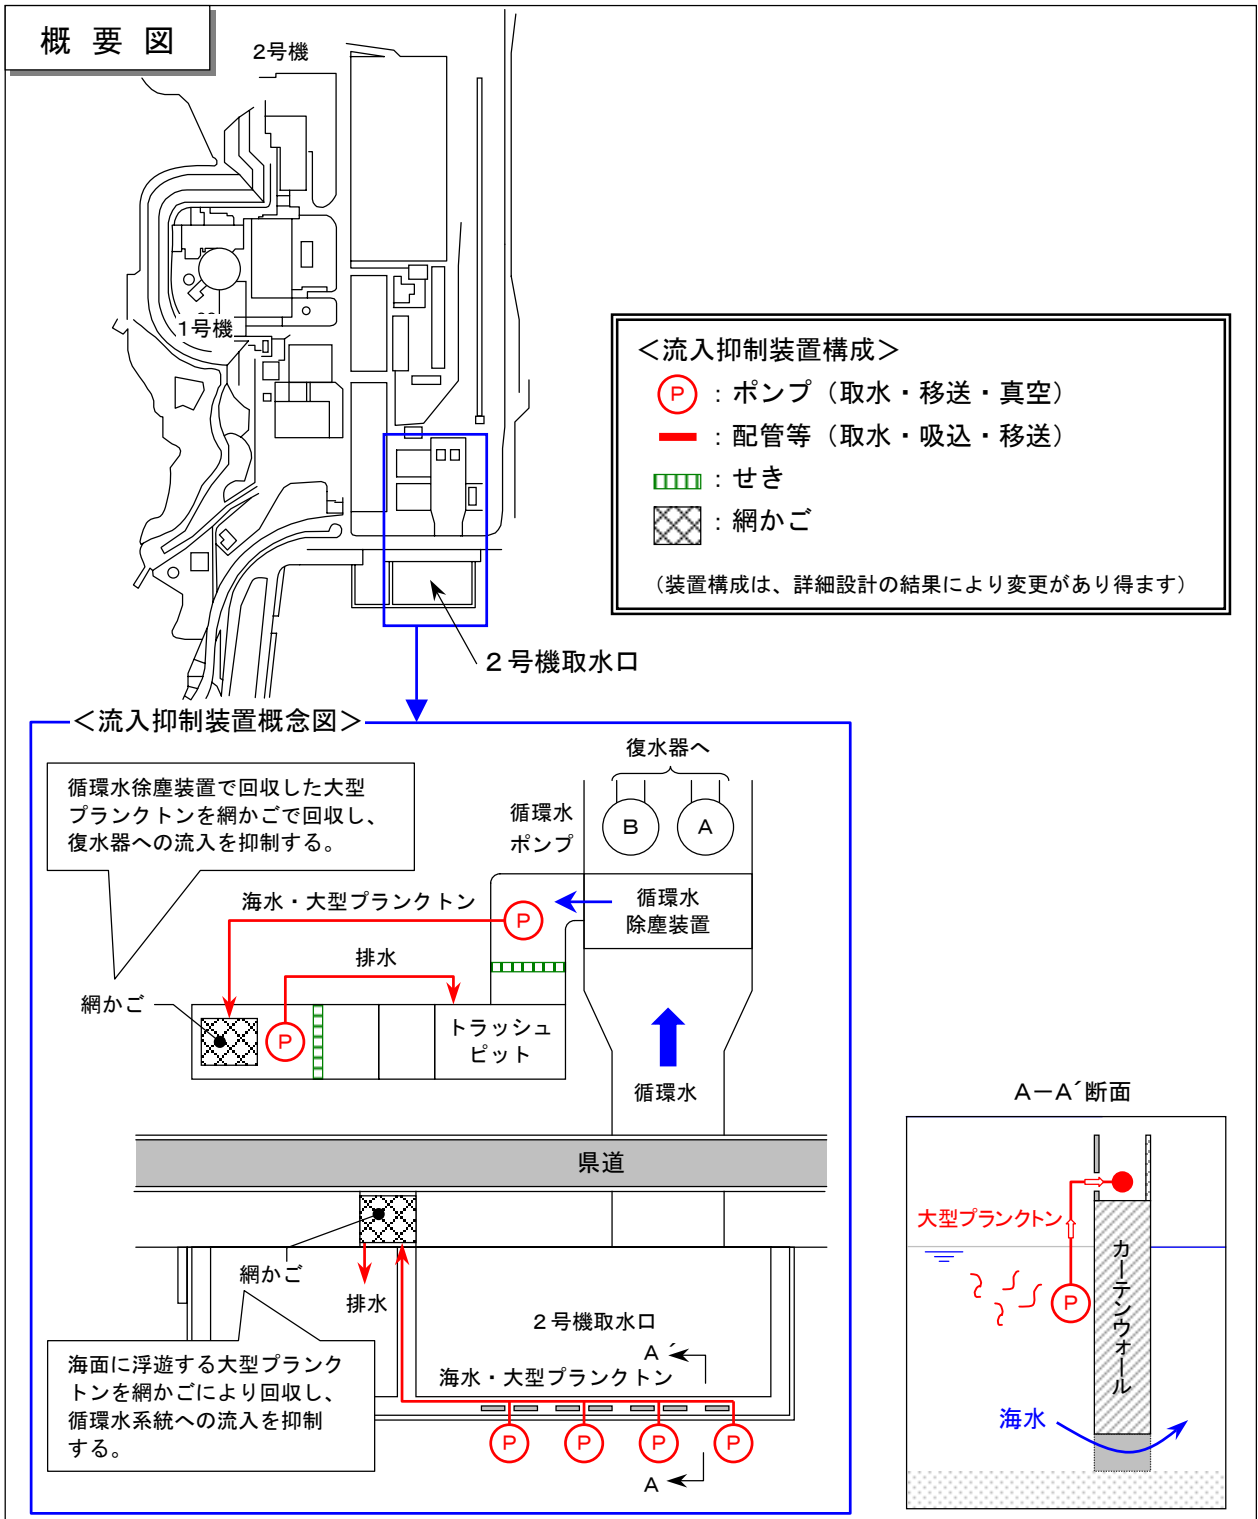 概要図
2号機
1号機
＜流入抑制装置構成＞
P：ポンプ（取水・移送・真空）
：配管等（取水・吸込・移送）
：せき
：網かご
（装置構成は、詳細設計の結果により変更があり得ます）
２号機取水口
＜流入抑制装置概念図＞
循環水徐塵装置で回収した大型
プランクトンを網かごで回収し、
復水器への流入を抑制する。
復水器へ
循環水
ポンプ
B
A
海水・大型プランクトン
P
循環水
除塵装置
排水
網かご
P
トラッシュ
ピット
循環水
県道
網かご
排水
２号機取水口
A´
海水・大型プランクトン
海面に浮遊する大型プランク
トンを網かごにより回収し、
循環水系統への流入を抑制
する。
P
P
P
P
A
A－A´断面
大型プランクトン
P
カーテンウォール
海水